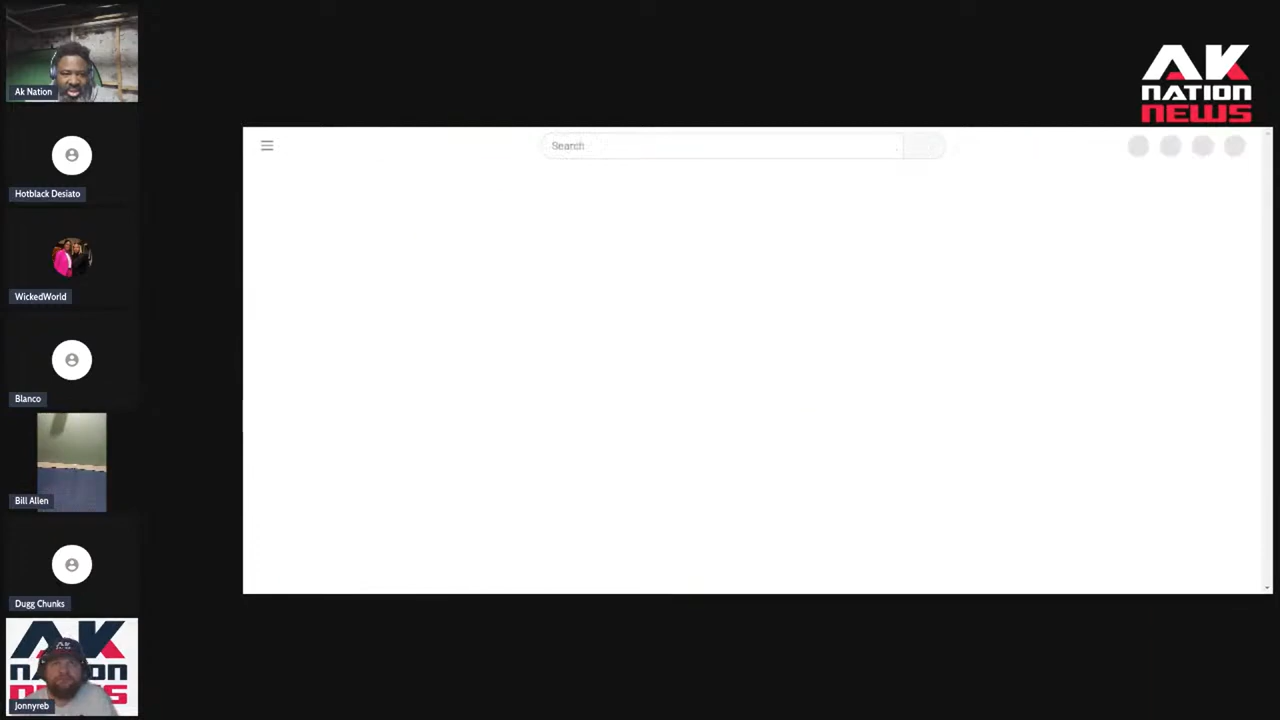 Ak Nation
Hotblack Desiato
WickedWorld
Blanco
Bill Allen
Dugg Chunks
AK
NATION
NEWS
Jonnyreb
Search
AK
NATION
NEWS